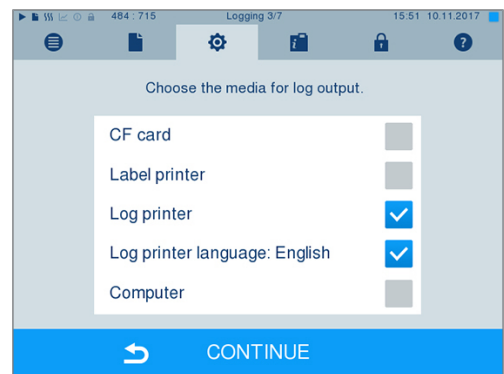 484 : 715 Logging 3/7 15:51 10.11.2017
Choose the media for log output.
CF card
Label printer
Log printer
Log printer language: English
Computer
CONTINUE